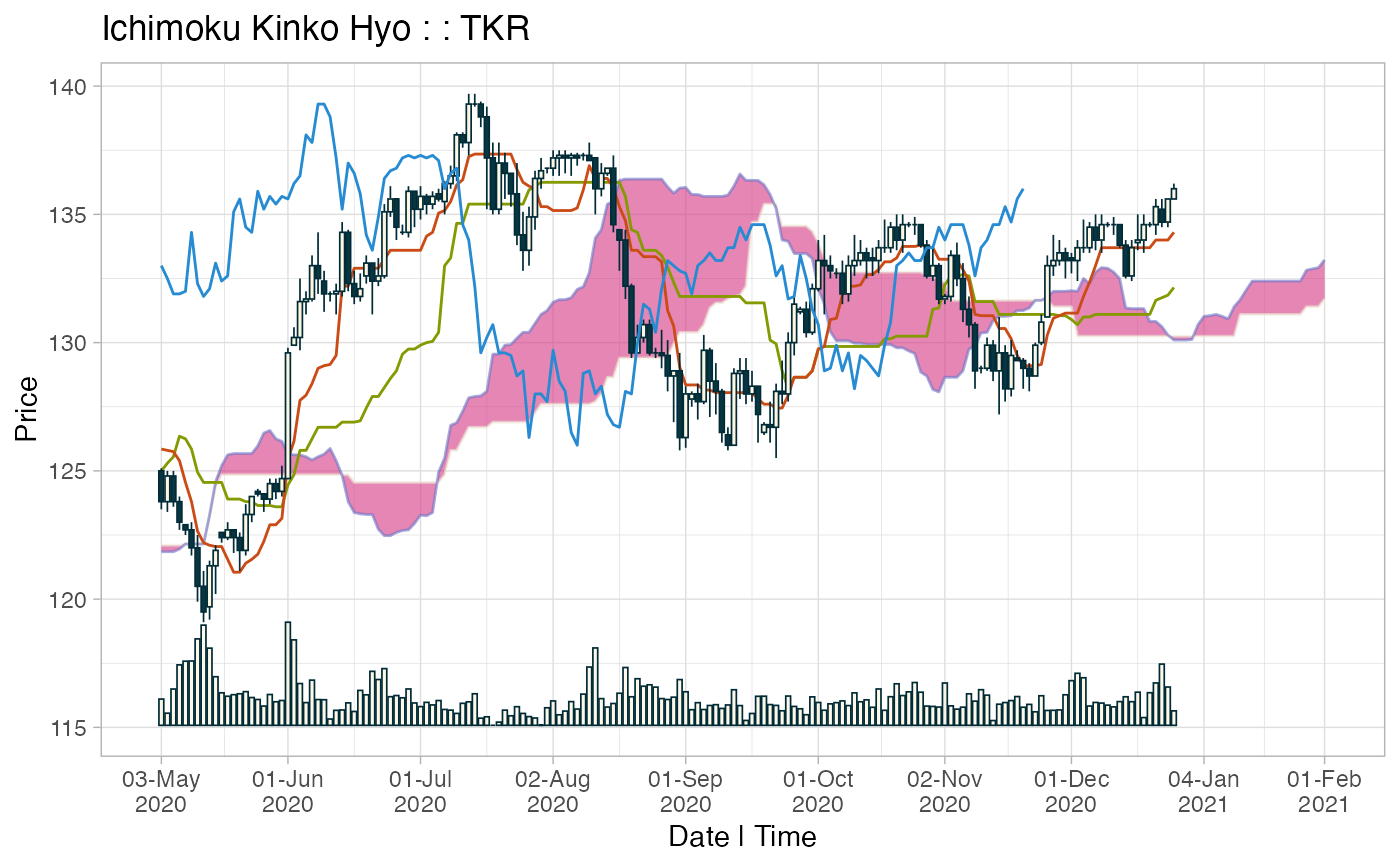 Ichimoku Kinko Hyo : : TKR
140
135
130
125
120
115
Price
03-May 01-Jun 01-Jul 02-Aug 01-Sep 01-Oct 02-Nov 01-Dec 04-Jan 01-Feb
2020 2020 2020 2020 2020 2020 2020 2020 2021 2021
Date | Time